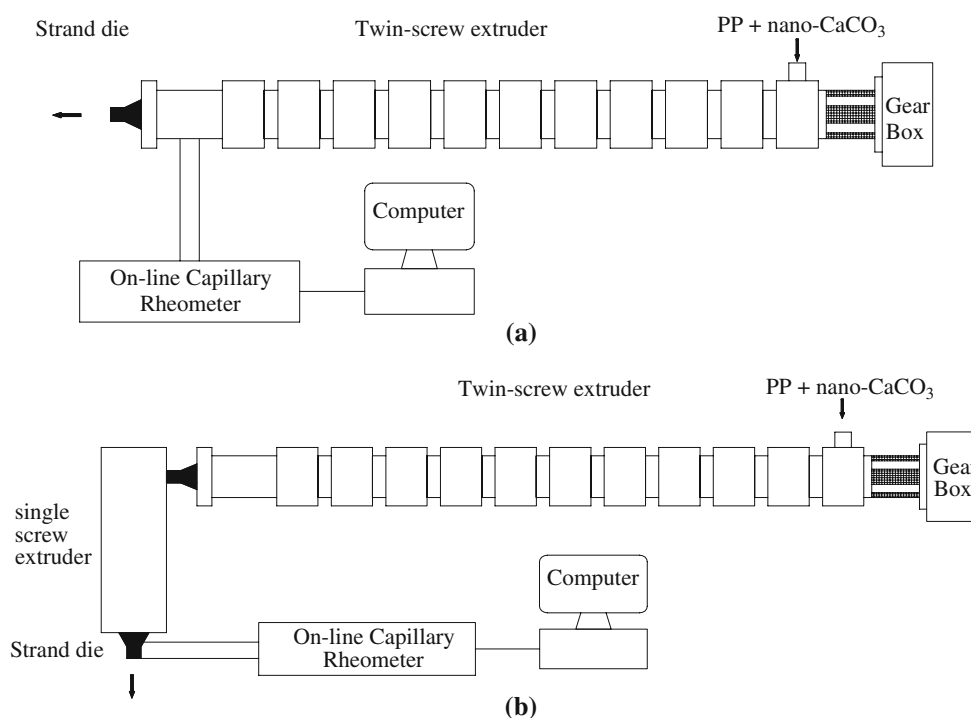 Strand die
Twin-screw extruder
PP + nano-CaCO₃
Gear
Box
Computer
On-line Capillary
Rheometer
(a)
Twin-screw extruder
PP + nano-CaCO₃
Gear
Box
single
screw
extruder
Computer
On-line Capillary
Rheometer
Strand die
(b)